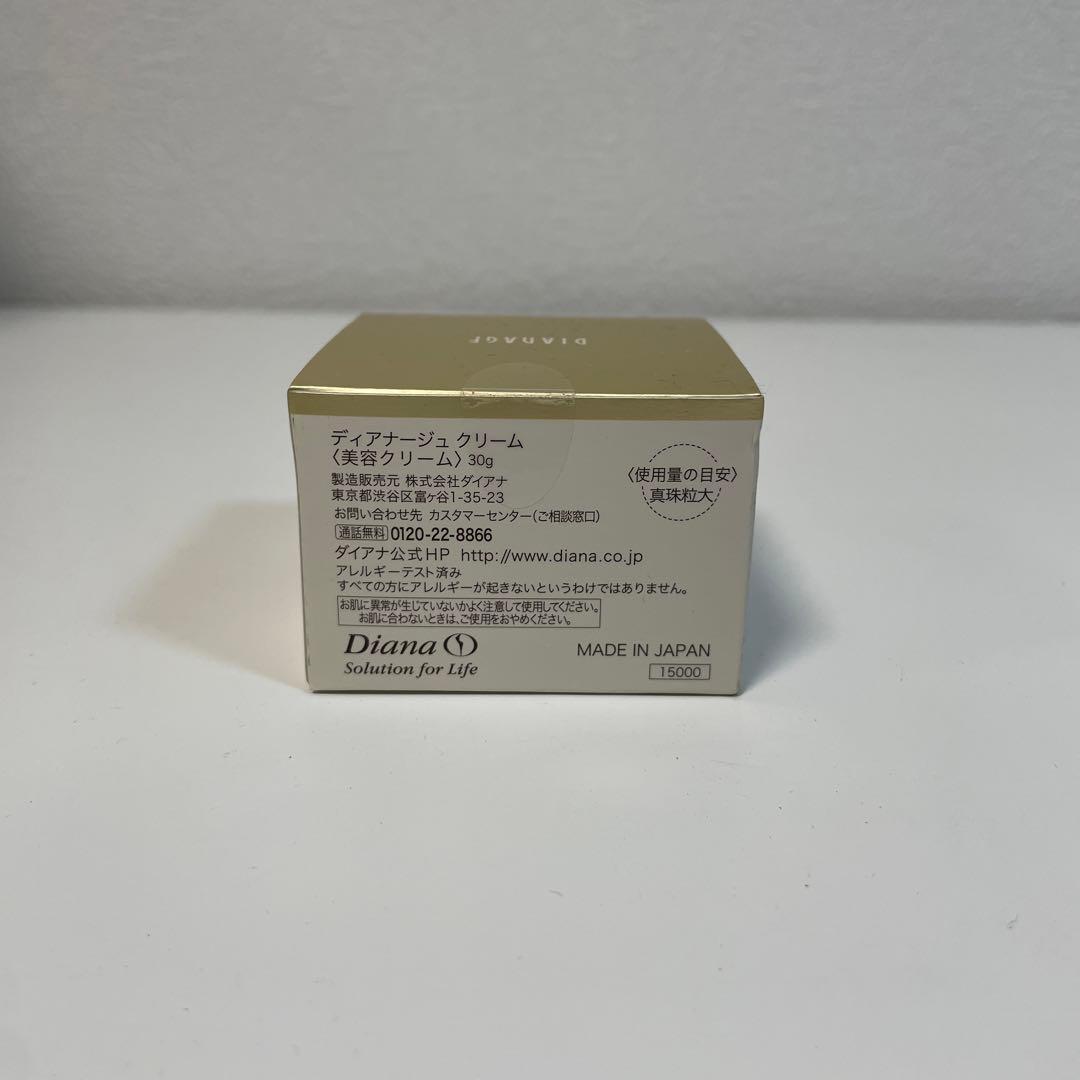 DIANAGE
ディアナージュ クリーム
〈美容クリーム〉30g
製造販売元 株式会社ダイアナ
東京都渋谷区富ヶ谷1-35-23
お問い合わせ先 カスタマーセンター(ご相談窓口)
通話無料 0120-22-8866
ダイアナ公式HP http://www.diana.co.jp
アレルギーテスト済み
すべての方にアレルギーが起きないというわけではありません。
お肌に異常が生じていないかよく注意して使用してください。
お肌に合わないときは、ご使用をおやめください。
Diana
Solution for Life
〈使用量の目安〉
真珠粒大
MADE IN JAPAN
15000